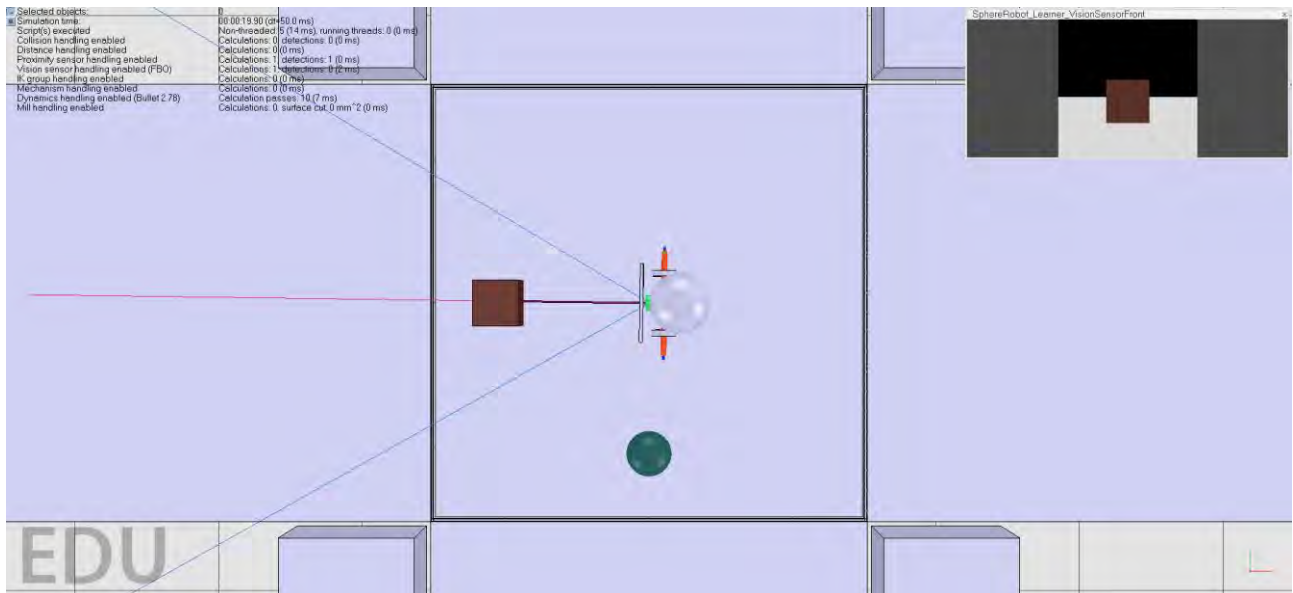 Selected objects: 0
Simulation time: 00:00:19.90 (dt=50.0 ms)
Script(s) executed Non-threaded: 5 (14 ms), running threads: 0 (0 ms)
Collision handling enabled Calculations: 0, detections: 0 (0 ms)
Distance handling enabled Calculations: 0 (0 ms)
Proximity sensor handling enabled Calculations: 1, detections: 1 (0 ms)
Vision sensor handling enabled (FBO) Calculations: 1, detections: 0 (2 ms)
IK group handling enabled Calculations: 0 (0 ms)
Mechanism handling enabled Calculations: 0 (0 ms)
Dynamics handling enabled (Bullet 2.78) Calculation passes: 10 (7 ms)
Mill handling enabled Calculations: 0, surface cut: 0 mm^2 (0 ms)
SphereRobot_Learner_VisionSensorFront x
EDU